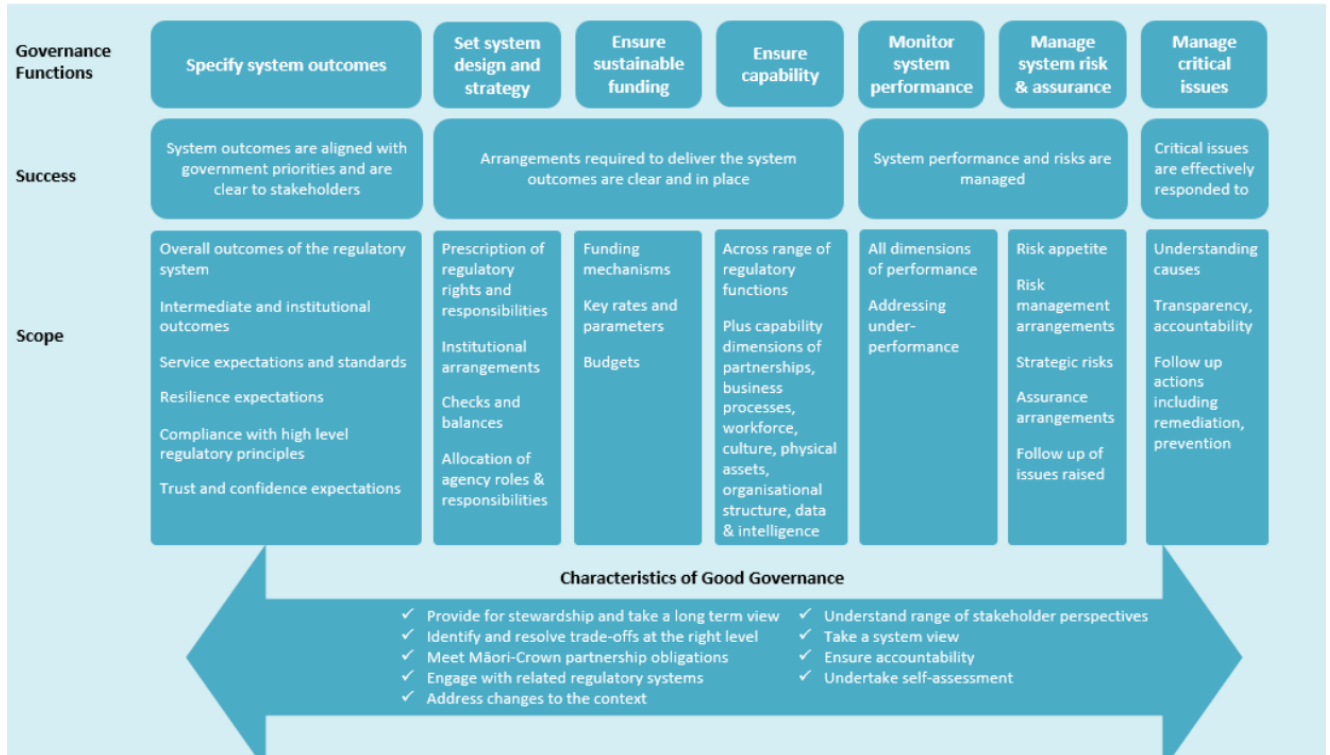 Governance
Functions
Specify system outcomes
Set system
design and
strategy
Ensure
sustainable
funding
Ensure
capability
Monitor
system
performance
Manage
system risk
& assurance
Manage
critical
issues
Success
System outcomes are aligned with
government priorities and are
clear to stakeholders
Arrangements required to deliver the system
outcomes are clear and in place
System performance and risks are
managed
Critical issues
are effectively
responded to
Scope
Overall outcomes of the regulatory
system
Intermediate and institutional
outcomes
Service expectations and standards
Resilience expectations
Compliance with high level
regulatory principles
Trust and confidence expectations
Prescription of
regulatory
rights and
responsibilities
Institutional
arrangements
Checks and
balances
Allocation of
agency roles &
responsibilities
Funding
mechanisms
Key rates and
parameters
Budgets
Across range of
regulatory
functions
Plus capability
dimensions of
partnerships,
business
processes,
workforce,
culture, physical
assets,
organisational
structure, data
& intelligence
All dimensions
of performance
Addressing
under-
performance
Risk appetite
Risk
management
arrangements
Strategic risks
Assurance
arrangements
Follow up of
issues raised
Understanding
causes
Transparency,
accountability
Follow up
actions
including
remediation,
prevention
Characteristics of Good Governance
✓ Provide for stewardship and take a long term view
✓ Identify and resolve trade-offs at the right level
✓ Meet Māori-Crown partnership obligations
✓ Engage with related regulatory systems
✓ Address changes to the context
✓ Understand range of stakeholder perspectives
✓ Take a system view
✓ Ensure accountability
✓ Undertake self-assessment